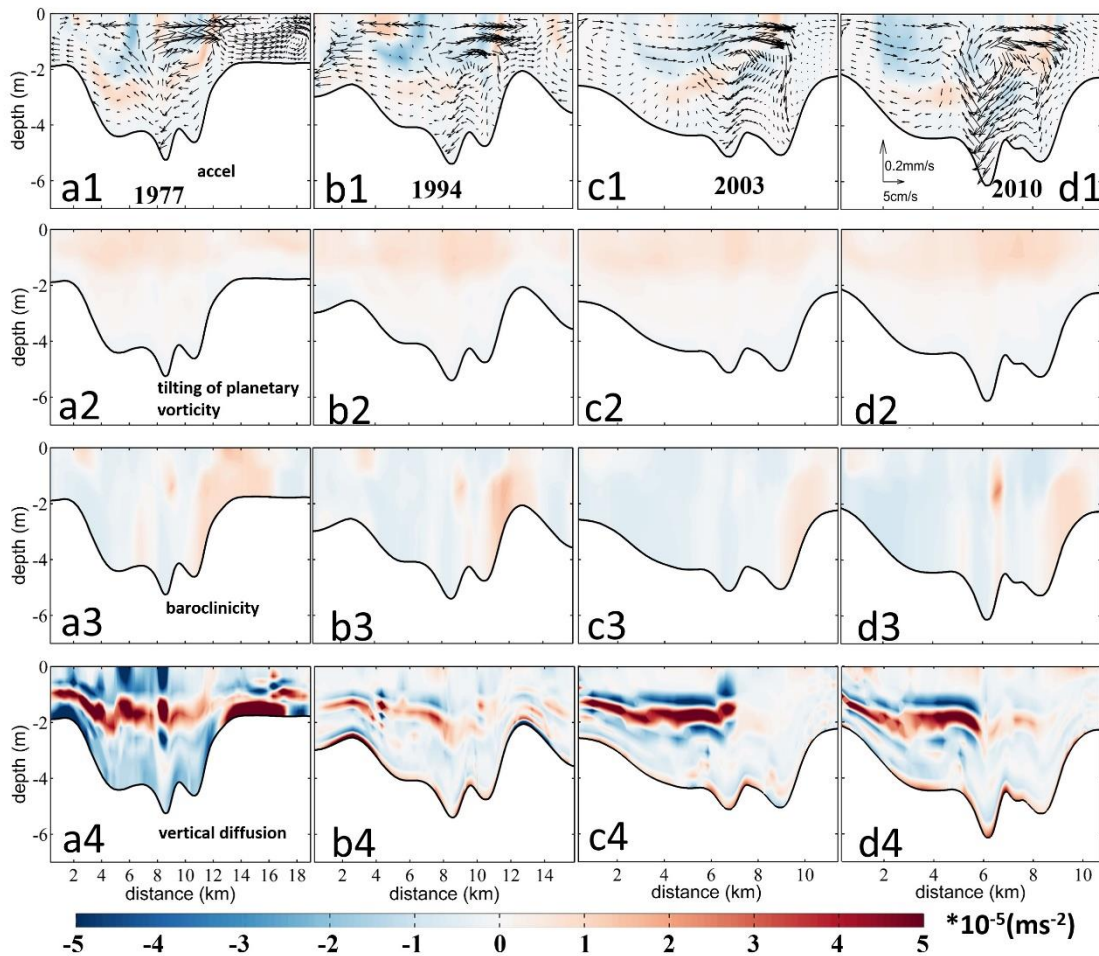 0
-2
-4
-6
depth (m)
accel
a1 1977
b1 1994
c1 2003
0.2mm/s
5cm/s
2010 d1
0
-2
-4
-6
depth (m)
a2
tilting of planetary
vorticity
b2
c2
d2
0
-2
-4
-6
depth (m)
a3
baroclinicity
b3
c3
d3
0
-2
-4
-6
depth (m)
a4
vertical diffusion
b4
c4
d4
2 4 6 8 10 12 14 16 18
2 4 6 8 10 12 14
2 4 6 8 10
2 4 6 8 10
distance (km)
distance (km)
distance (km)
distance (km)
-5 -4 -3 -2 -1 0 1 2 3 4 5
*10⁻⁵(ms⁻²)